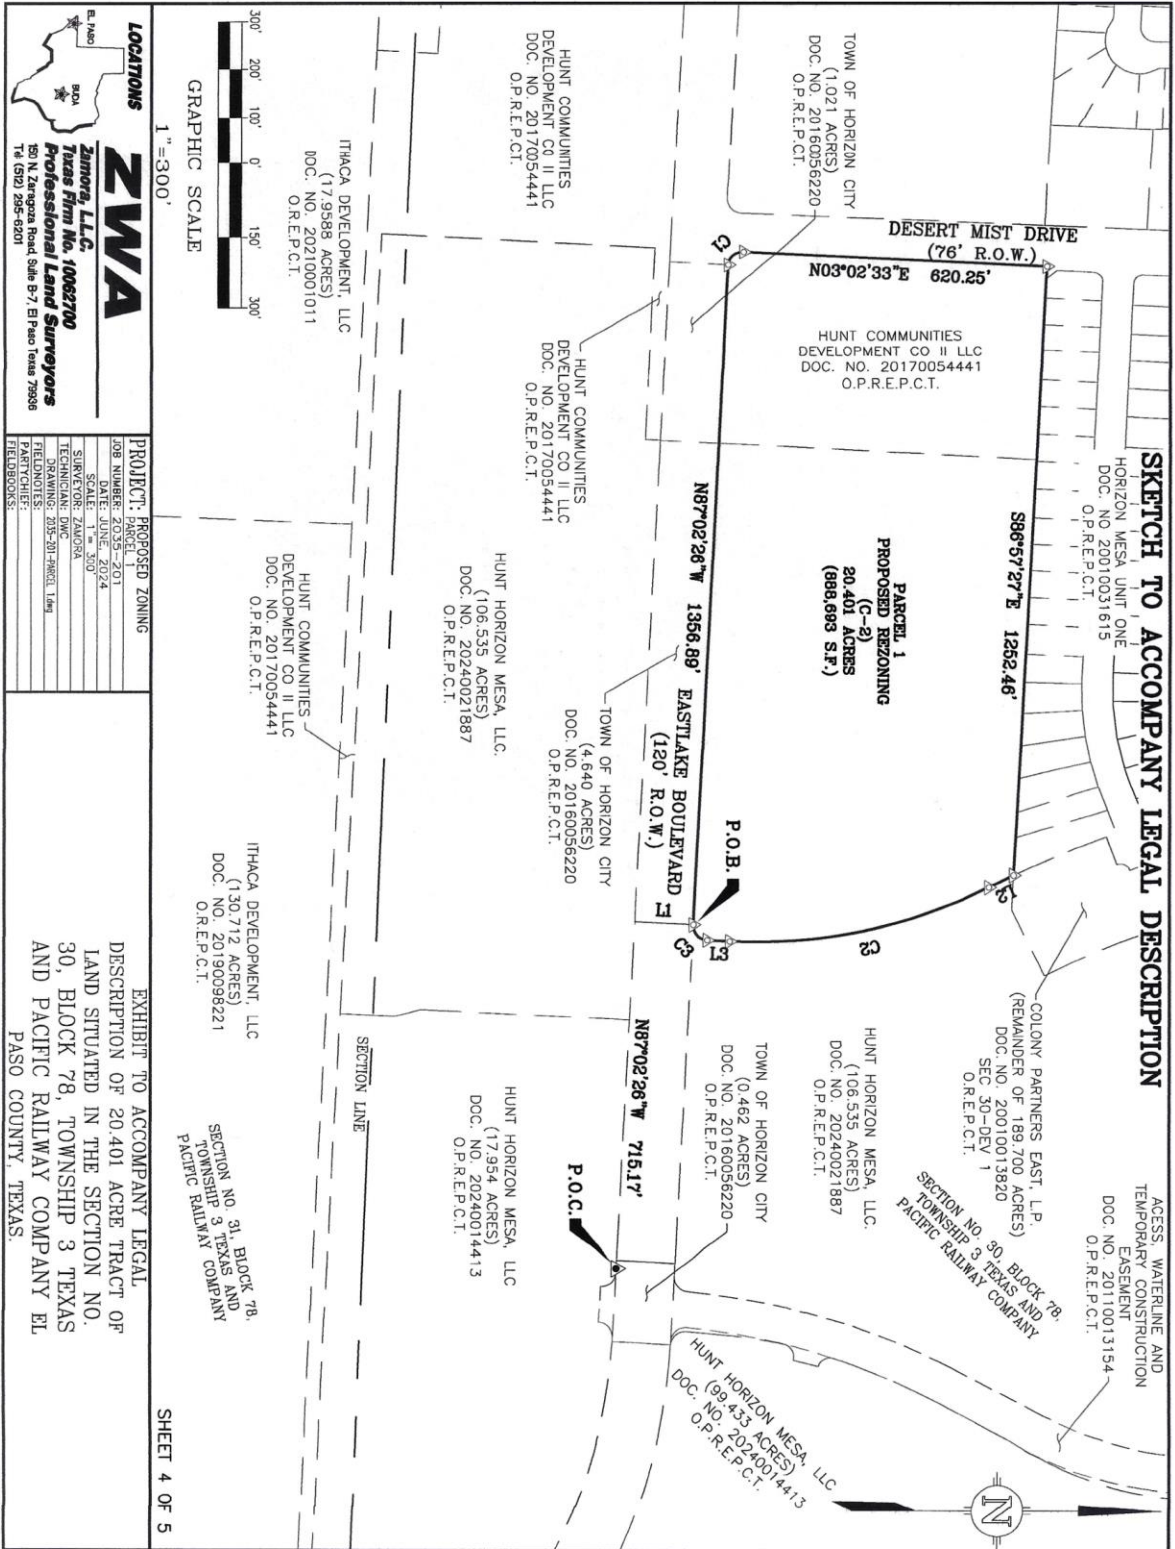 SKETCH TO ACCOMPANY LEGAL DESCRIPTION
TOWN OF HORIZON CITY
(1.021 ACRES)
DOC. NO. 20160056220
O.P.R.E.P.C.T.
DESERT MIST DRIVE
(76' R.O.W.)
N03°02'33"E 620.25'
HUNT COMMUNITIES
DEVELOPMENT CO II LLC
DOC. NO. 20170054441
O.P.R.E.P.C.T.
HORIZON MESA UNIT ONE
DOC. NO 20010031615
O.P.R.E.P.C.T.
S86°57'27"E 1252.46'
ACESS, WATERLINE AND
TEMPORARY CONSTRUCTION
EASEMENT
DOC. NO. 20110013154
O.P.R.E.P.C.T.
COLONY PARTNERS EAST, L.P.
(REMAINDER OF 189.700 ACRES)
DOC. NO. 20010013820
SEC 30-DEV 1
O.R.E.P.C.T.
SECTION NO. 30, BLOCK 78,
TOWNSHIP 3 TEXAS AND
PACIFIC RAILWAY COMPANY
N
PARCEL 1
PROPOSED REZONING
(C-2)
20.401 ACRES
(888,693 S.F.)
L2
C2
L3
C3
L1
C1
P.O.B.
HUNT HORIZON MESA, LLC.
(106.535 ACRES)
DOC. NO. 20240021887
O.P.R.E.P.C.T.
TOWN OF HORIZON CITY
(0.462 ACRES)
DOC. NO. 20160056220
O.P.R.E.P.C.T.
HUNT HORIZON MESA, LLC
(99.433 ACRES)
DOC. NO. 20240014413
O.P.R.E.P.C.T.
N87°02'26"W 1356.89'
EASTLAKE BOULEVARD
(120' R.O.W.)
N87°02'26"W 715.17'
P.O.C.
HUNT COMMUNITIES
DEVELOPMENT CO II LLC
DOC. NO. 20170054441
O.P.R.E.P.C.T.
HUNT COMMUNITIES
DEVELOPMENT CO II LLC
DOC. NO. 20170054441
O.P.R.E.P.C.T.
TOWN OF HORIZON CITY
(4.640 ACRES)
DOC. NO. 20160056220
O.P.R.E.P.C.T.
HUNT HORIZON MESA, LLC.
(106.535 ACRES)
DOC. NO. 20240021887
O.P.R.E.P.C.T.
HUNT HORIZON MESA, LLC
(17.954 ACRES)
DOC. NO. 20240014413
O.P.R.E.P.C.T.
SECTION LINE
ITHACA DEVELOPMENT, LLC
(17.9588 ACRES)
DOC. NO. 20210001011
O.R.E.P.C.T.
HUNT COMMUNITIES
DEVELOPMENT CO II LLC
DOC. NO. 20170054441
O.P.R.E.P.C.T.
ITHACA DEVELOPMENT, LLC
(130.712 ACRES)
DOC. NO. 20190098221
O.R.E.P.C.T.
SECTION NO. 31, BLOCK 78,
TOWNSHIP 3 TEXAS AND
PACIFIC RAILWAY COMPANY
300' 200' 100' 0' 150' 300'
GRAPHIC SCALE
1"=300'
SHEET 4 OF 5
LOCATIONS
EL PASO
BUDA
ZWA
Zamora, L.L.C.
Texas Firm No. 10062700
Professional Land Surveyors
150 N. Zaragoza Road, Suite B-7, El Paso Texas 79936
Tel (512) 295-6201
PROJECT: PROPOSED ZONING
PARCEL 1
JOB NUMBER: 2035-201
DATE: JUNE, 2024
SCALE: 1"= 300'
SURVEYOR: ZAMORA
TECHNICIAN: DWC
DRAWING: 2035-201-PARCEL 1.dwg
FIELDNOTES:
PARTYCHIEF:
FIELDBOOKS:
EXHIBIT TO ACCOMPANY LEGAL
DESCRIPTION OF 20.401 ACRE TRACT OF
LAND SITUATED IN THE SECTION NO.
30, BLOCK 78, TOWNSHIP 3 TEXAS
AND PACIFIC RAILWAY COMPANY EL
PASO COUNTY, TEXAS.